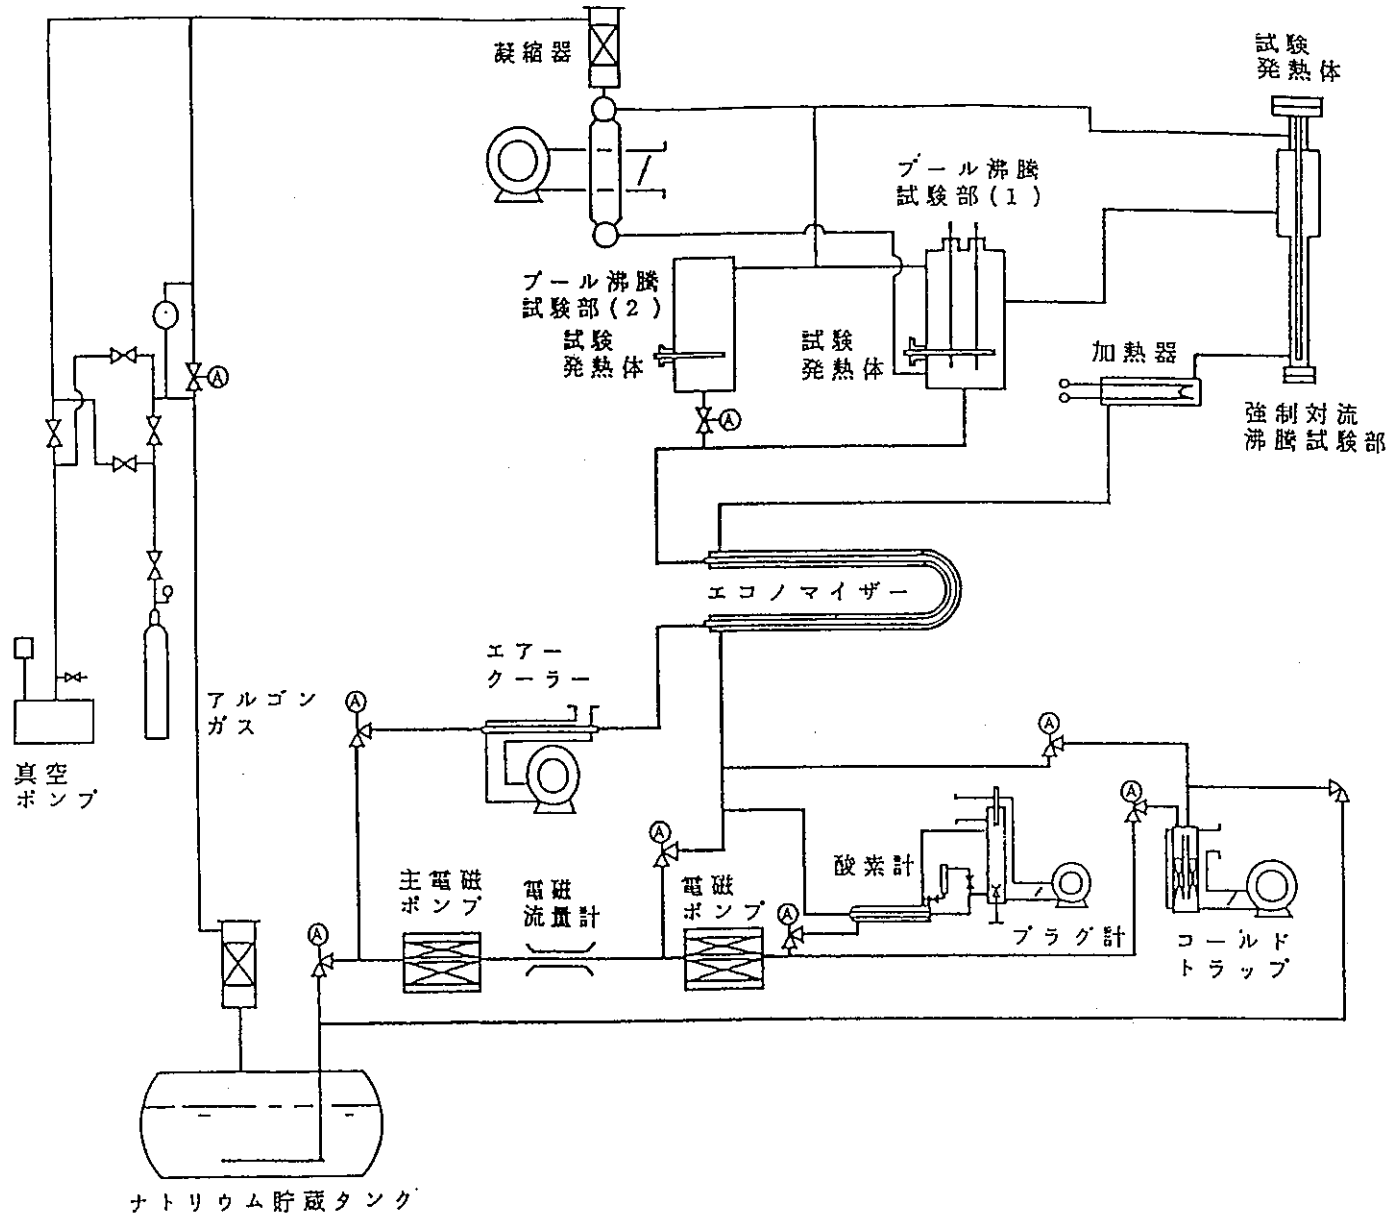 凝縮器
試験
発熱体
プール沸騰
試験部(1)
プール沸騰
試験部(2)
試験
発熱体
試験
発熱体
加熱器
強制対流
沸騰試験部
A
A
エコノマイザー
エアー
クーラー
アルゴン
ガス
真空
ポンプ
A
A
A
A
酸素計
主電磁
ポンプ
電磁
流量計
電磁
ポンプ
A
A
プラグ計
コールド
トラップ
ナトリウム貯蔵タンク